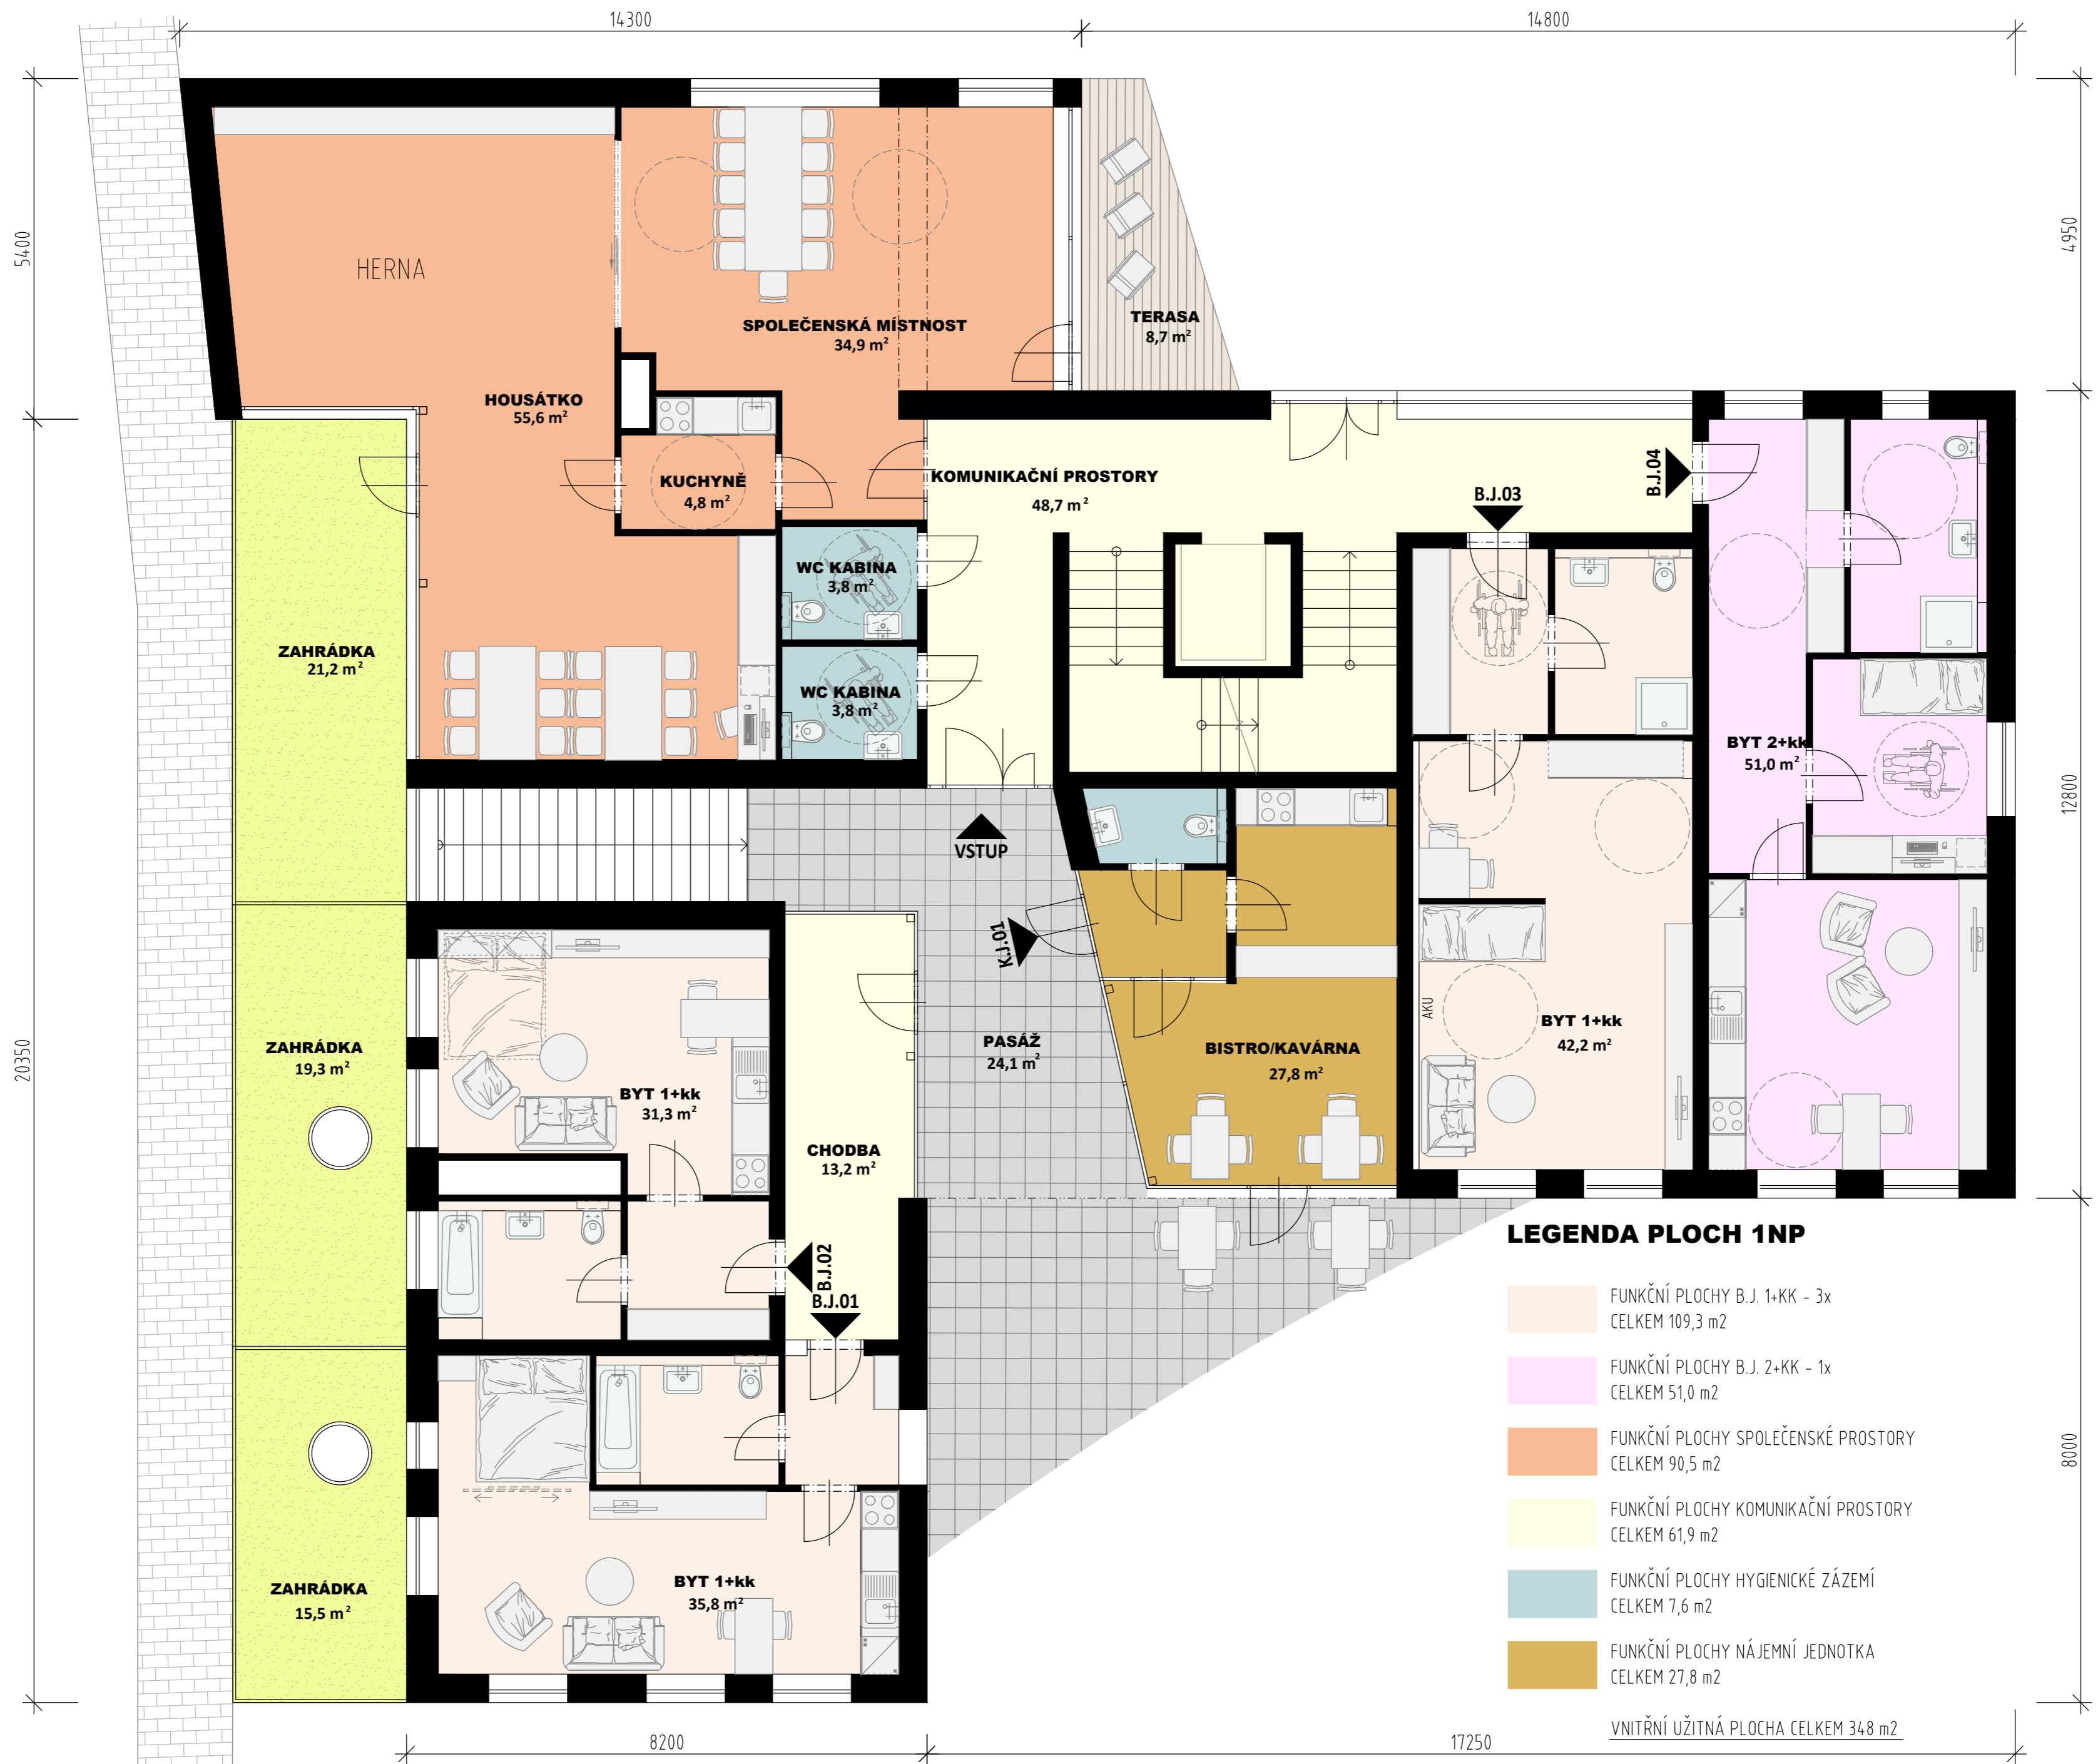 14300
14800
5400
4950
HERNA
SPOLEČENSKÁ MÍSTNOST
34,9 m²
TERASA
8,7 m²
HOUSÁTKO
55,6 m²
KUCHYNĚ
4,8 m²
KOMUNIKAČNÍ PROSTORY
48,7 m²
B.J.03
B.J.04
WC KABINA
3,8 m²
WC KABINA
3,8 m²
ZAHRÁDKA
21,2 m²
BYT 2+kk
51,0 m²
12800
VSTUP
K.J.01
PASÁŽ
24,1 m²
BISTRO/KAVÁRNA
27,8 m²
AKU
BYT 1+kk
42,2 m²
20350
ZAHRÁDKA
19,3 m²
BYT 1+kk
31,3 m²
CHODBA
13,2 m²
B.J.02
B.J.01
ZAHRÁDKA
15,5 m²
BYT 1+kk
35,8 m²
8000
LEGENDA PLOCH 1NP
FUNKČNÍ PLOCHY B.J. 1+KK - 3x
CELKEM 109,3 m2
FUNKČNÍ PLOCHY B.J. 2+KK - 1x
CELKEM 51,0 m2
FUNKČNÍ PLOCHY SPOLEČENSKÉ PROSTORY
CELKEM 90,5 m2
FUNKČNÍ PLOCHY KOMUNIKAČNÍ PROSTORY
CELKEM 61,9 m2
FUNKČNÍ PLOCHY HYGIENICKÉ ZÁZEMÍ
CELKEM 7,6 m2
FUNKČNÍ PLOCHY NÁJEMNÍ JEDNOTKA
CELKEM 27,8 m2
VNITŘNÍ UŽITNÁ PLOCHA CELKEM 348 m2
8200
17250